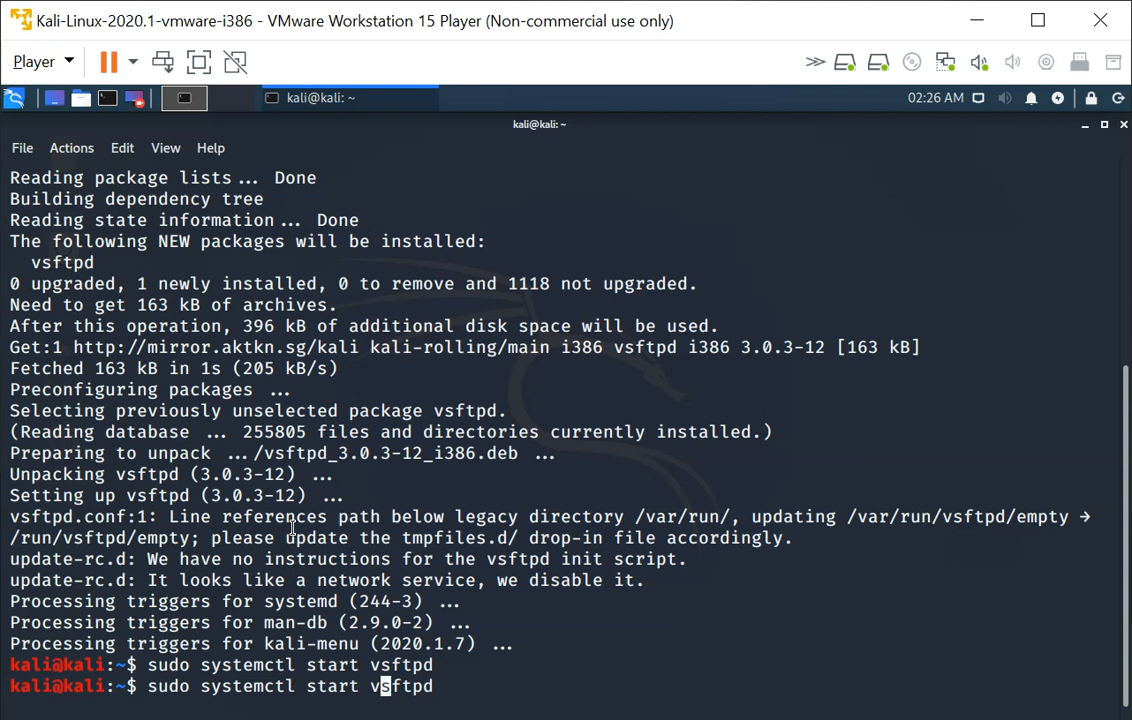 Kali-Linux-2020.1-vmware-i386 - VMware Workstation 15 Player (Non-commercial use only)
Player
kali@kali: ~
02:26 AM
kali@kali: ~
File Actions Edit View Help
Reading package lists ... Done
Building dependency tree
Reading state information ... Done
The following NEW packages will be installed:
vsftpd
0 upgraded, 1 newly installed, 0 to remove and 1118 not upgraded.
Need to get 163 kB of archives.
After this operation, 396 kB of additional disk space will be used.
Get:1 http://mirror.aktkn.sg/kali kali-rolling/main i386 vsftpd i386 3.0.3-12 [163 kB]
Fetched 163 kB in 1s (205 kB/s)
Preconfiguring packages ...
Selecting previously unselected package vsftpd.
(Reading database ... 255805 files and directories currently installed.)
Preparing to unpack .../vsftpd_3.0.3-12_i386.deb ...
Unpacking vsftpd (3.0.3-12) ...
Setting up vsftpd (3.0.3-12) ...
vsftpd.conf:1: Line references path below legacy directory /var/run/, updating /var/run/vsftpd/empty →
/run/vsftpd/empty; please update the tmpfiles.d/ drop-in file accordingly.
update-rc.d: We have no instructions for the vsftpd init script.
update-rc.d: It looks like a network service, we disable it.
Processing triggers for systemd (244-3) ...
Processing triggers for man-db (2.9.0-2) ...
Processing triggers for kali-menu (2020.1.7) ...
kali@kali:~$ sudo systemctl start vsftpd
kali@kali:~$ sudo systemctl start vsftpd